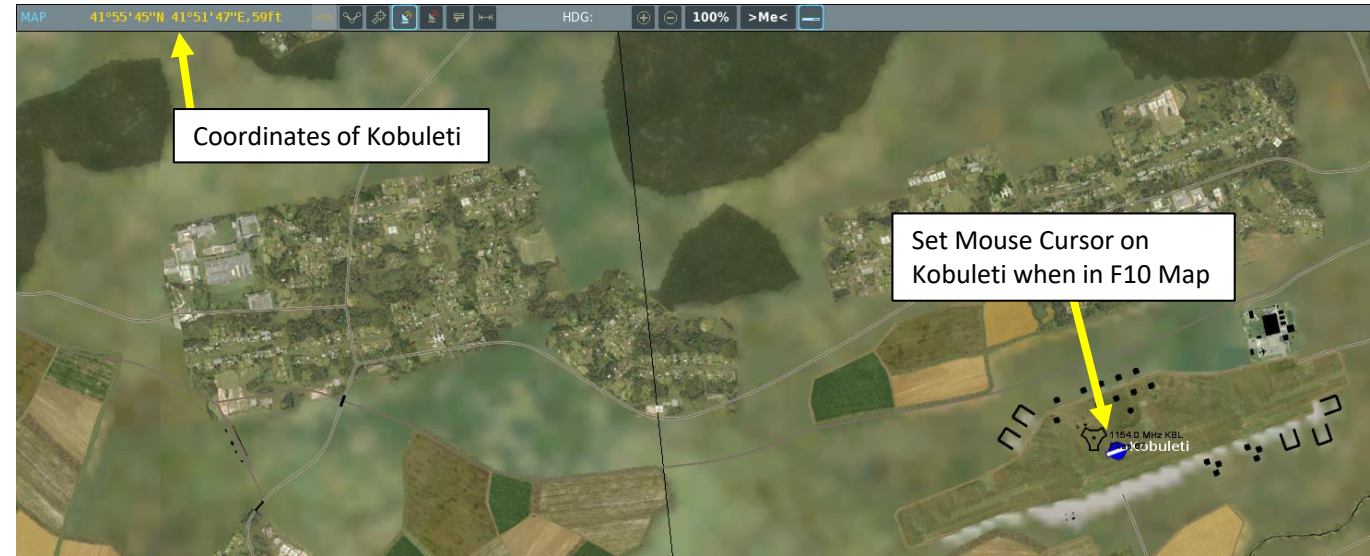 MAP 41°55'45"N 41°51'47"E,59ft HDG: 100% >Me<
Coordinates of Kobuleti
Set Mouse Cursor on
Kobuleti when in F10 Map
1154.0 MHz KBL
Kobuleti